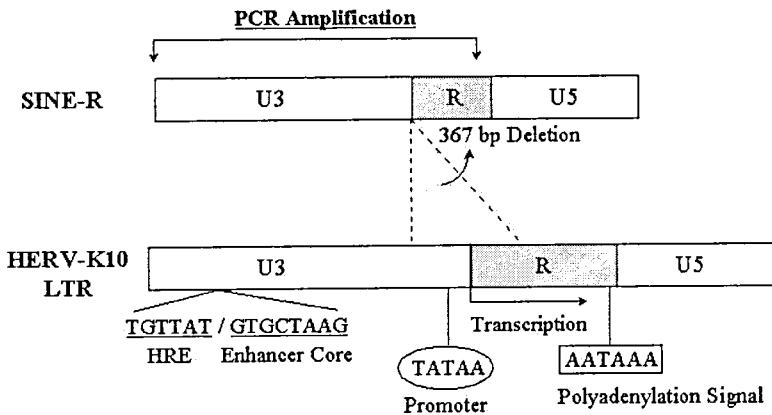 PCR Amplification
SINE-R
U3
R
U5
367 bp Deletion
HERV-K10
LTR
U3
R
U5
TGTTAT / GTGCTAAG
HRE
Enhancer Core
Transcription
TATAA
Promoter
AATAAA
Polyadenylation Signal